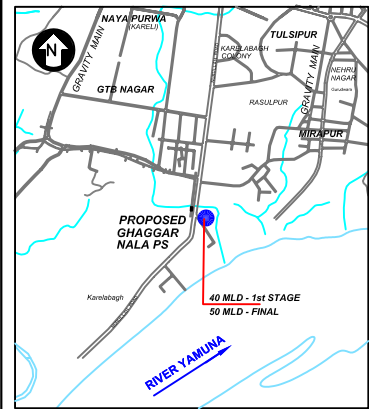 NAYA PURWA
(KARELI)
TULSIPUR
N
GRAVITY MAIN
KARELABAGH
COLONY
GRAVITY MAIN
NEHRU
NAGAR
Gurudwara
GTB NAGAR
RASULPUR
MIRAPUR
PROPOSED
GHAGGAR
NALA PS
Karelabagh
40 MLD - 1st STAGE
50 MLD - FINAL
RIVER YAMUNA